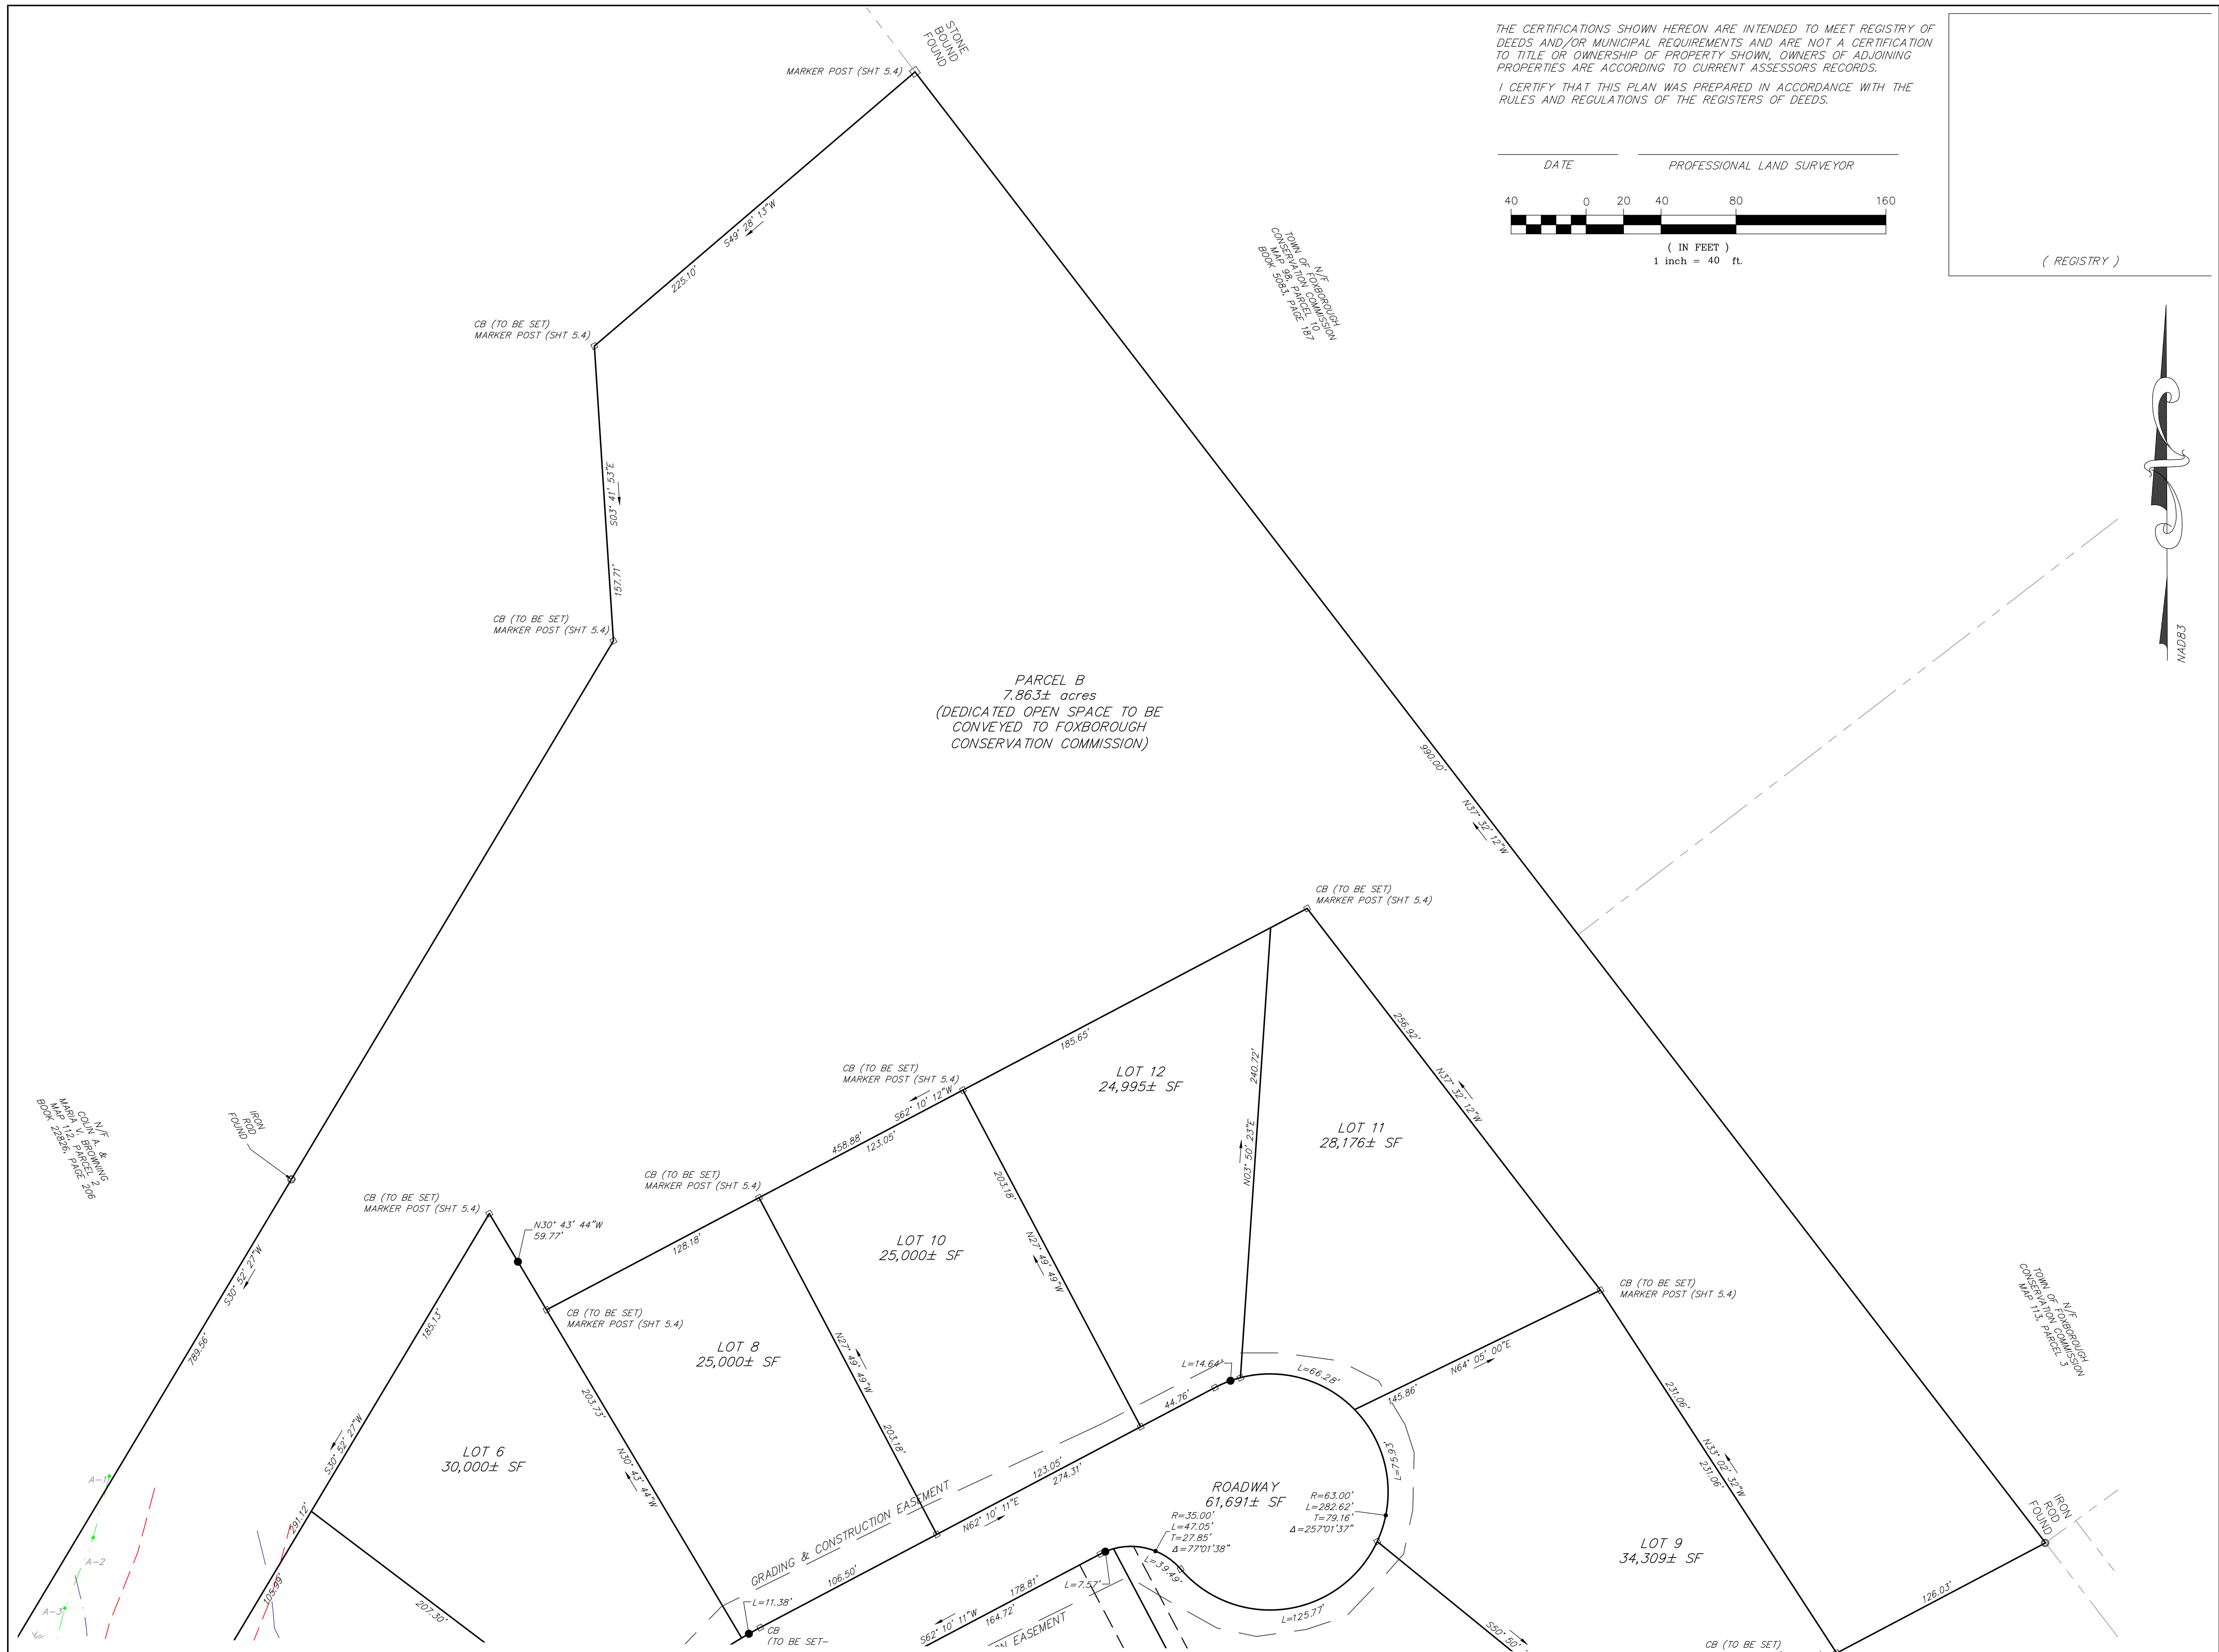 THE CERTIFICATIONS SHOWN HEREON ARE INTENDED TO MEET REGISTRY OF
DEEDS AND/OR MUNICIPAL REQUIREMENTS AND ARE NOT A CERTIFICATION
TO TITLE OR OWNERSHIP OF PROPERTY SHOWN, OWNERS OF ADJOINING
PROPERTIES ARE ACCORDING TO CURRENT ASSESSORS RECORDS.
I CERTIFY THAT THIS PLAN WAS PREPARED IN ACCORDANCE WITH THE
RULES AND REGULATIONS OF THE REGISTERS OF DEEDS.
DATE
PROFESSIONAL LAND SURVEYOR
40 0 20 40 80 160
( IN FEET )
1 inch = 40 ft.
( REGISTRY )
NAD83
STONE
BOUND
FOUND
MARKER POST (SHT 5.4)
S49° 28' 13"W
225.10'
N/F
TOWN OF FOXBOROUGH
CONSERVATION COMMISSION
MAP 98, PARCEL 10
BOOK 5083, PAGE 187
CB (TO BE SET)
MARKER POST (SHT 5.4)
S03° 41' 53"E
157.71'
CB (TO BE SET)
MARKER POST (SHT 5.4)
PARCEL B
7.863± acres
(DEDICATED OPEN SPACE TO BE
CONVEYED TO FOXBOROUGH
CONSERVATION COMMISSION)
990.00'
N37° 32' 12"W
CB (TO BE SET)
MARKER POST (SHT 5.4)
185.65'
256.92'
N37° 32' 12"W
CB (TO BE SET)
MARKER POST (SHT 5.4)
S62° 10' 12"W
458.88'
123.05'
LOT 12
24,995± SF
240.72'
N03° 50' 23"E
LOT 11
28,176± SF
N/F
COLIN A. &
MARIA V. BROWNING
MAP 112, PARCEL 2
BOOK 22826, PAGE 206
IRON
ROD
FOUND
CB (TO BE SET)
MARKER POST (SHT 5.4)
CB (TO BE SET)
MARKER POST (SHT 5.4)
N30° 43' 44"W
59.77'
128.18'
203.18'
N27° 49' 49"W
LOT 10
25,000± SF
S30° 52' 27"W
789.56'
185.13'
CB (TO BE SET)
MARKER POST (SHT 5.4)
LOT 8
25,000± SF
N27° 49' 49"W
203.18'
CB (TO BE SET)
MARKER POST (SHT 5.4)
N/F
TOWN OF FOXBOROUGH
CONSERVATION COMMISSION
MAP 113, PARCEL 3
L=14.64'
L=66.28'
44.76'
N64° 05' 00"E
145.86'
231.06'
N33° 02' 32"W
231.06'
203.73'
N30° 43' 44"W
S30° 52' 27"W
LOT 6
30,000± SF
291.12'
105.99'
207.30'
A-1
A-2
A-3
GRADING & CONSTRUCTION EASEMENT
123.05'
274.31'
N62° 10' 11"E
106.50'
L=11.38'
CB
(TO BE SET-
L=75.93'
ROADWAY
61,691± SF
R=63.00'
L=282.62'
T=79.16'
Δ=257°01'37"
R=35.00'
L=47.05'
T=27.85'
Δ=77°01'38"
L=39.49'
L=7.57'
L=125.77'
178.81'
164.72'
S62° 10' 11"W
ON EASEMENT
LOT 9
34,309± SF
S50° 50'
IRON
ROD
FOUND
126.03'
CB (TO BE SET)